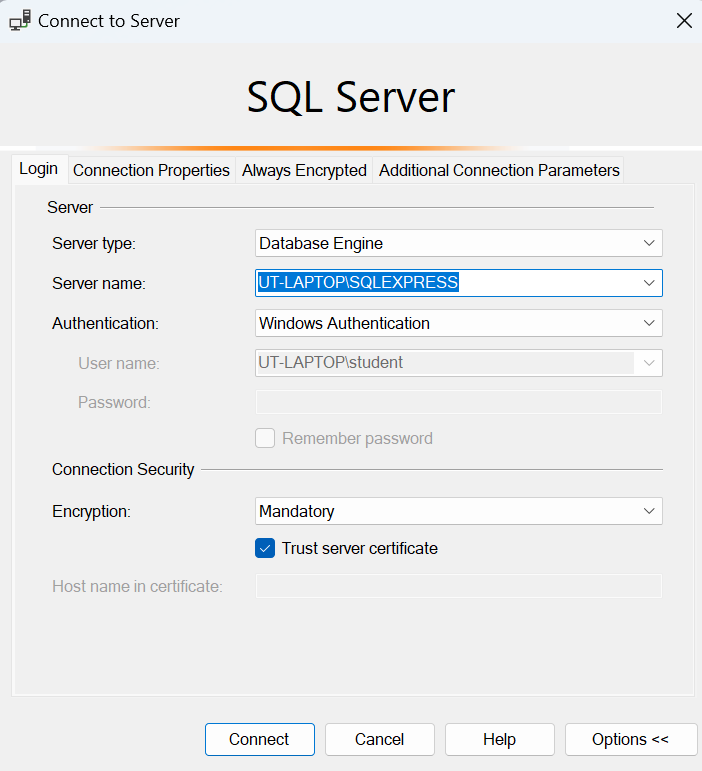 Connect to Server
SQL Server
Login Connection Properties Always Encrypted Additional Connection Parameters
Server
Server type: Database Engine
Server name: UT-LAPTOP\SQLEXPRESS
Authentication: Windows Authentication
User name: UT-LAPTOP\student
Password:
Remember password
Connection Security
Encryption: Mandatory
Trust server certificate
Host name in certificate:
Connect Cancel Help Options <<